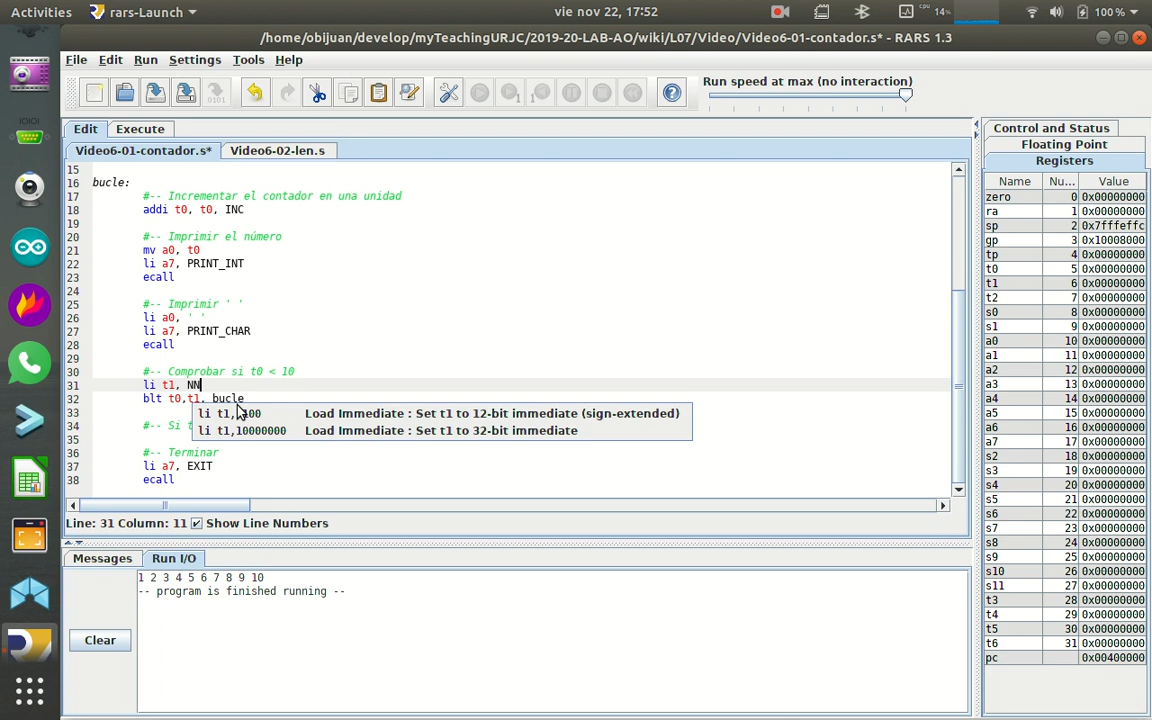 Activities rars-Launch vie nov 22, 17:52 cpu 14% 100%
/home/obijuan/develop/myTeachingURJC/2019-20-LAB-AO/wiki/L07/Video/Video6-01-contador.s* - RARS 1.3
File Edit Run Settings Tools Help
Run speed at max (no interaction)
Edit Execute
Video6-01-contador.s* Video6-02-len.s
15
16 bucle:
17 #-- Incrementar el contador en una unidad
18 addi t0, t0, INC
19
20 #-- Imprimir el número
21 mv a0, t0
22 li a7, PRINT_INT
23 ecall
24
25 #-- Imprimir ' '
26 li a0, ' '
27 li a7, PRINT_CHAR
28 ecall
29
30 #-- Comprobar si t0 < 10
31 li t1, NN
32 blt t0,t1, bucle
33
34 #-- Si t
35
36 #-- Terminar
37 li a7, EXIT
38 ecall
li t1, 100 Load Immediate : Set t1 to 12-bit immediate (sign-extended)
li t1,10000000 Load Immediate : Set t1 to 32-bit immediate
Line: 31 Column: 11 Show Line Numbers
Messages Run I/O
1 2 3 4 5 6 7 8 9 10
-- program is finished running --
Clear
Control and Status
Floating Point
Registers
Name Nu... Value
zero 0 0x00000000
ra 1 0x00000000
sp 2 0x7fffeffc
gp 3 0x10008000
tp 4 0x00000000
t0 5 0x00000000
t1 6 0x00000000
t2 7 0x00000000
s0 8 0x00000000
s1 9 0x00000000
a0 10 0x00000000
a1 11 0x00000000
a2 12 0x00000000
a3 13 0x00000000
a4 14 0x00000000
a5 15 0x00000000
a6 16 0x00000000
a7 17 0x00000000
s2 18 0x00000000
s3 19 0x00000000
s4 20 0x00000000
s5 21 0x00000000
s6 22 0x00000000
s7 23 0x00000000
s8 24 0x00000000
s9 25 0x00000000
s10 26 0x00000000
s11 27 0x00000000
t3 28 0x00000000
t4 29 0x00000000
t5 30 0x00000000
t6 31 0x00000000
pc 0x00400000